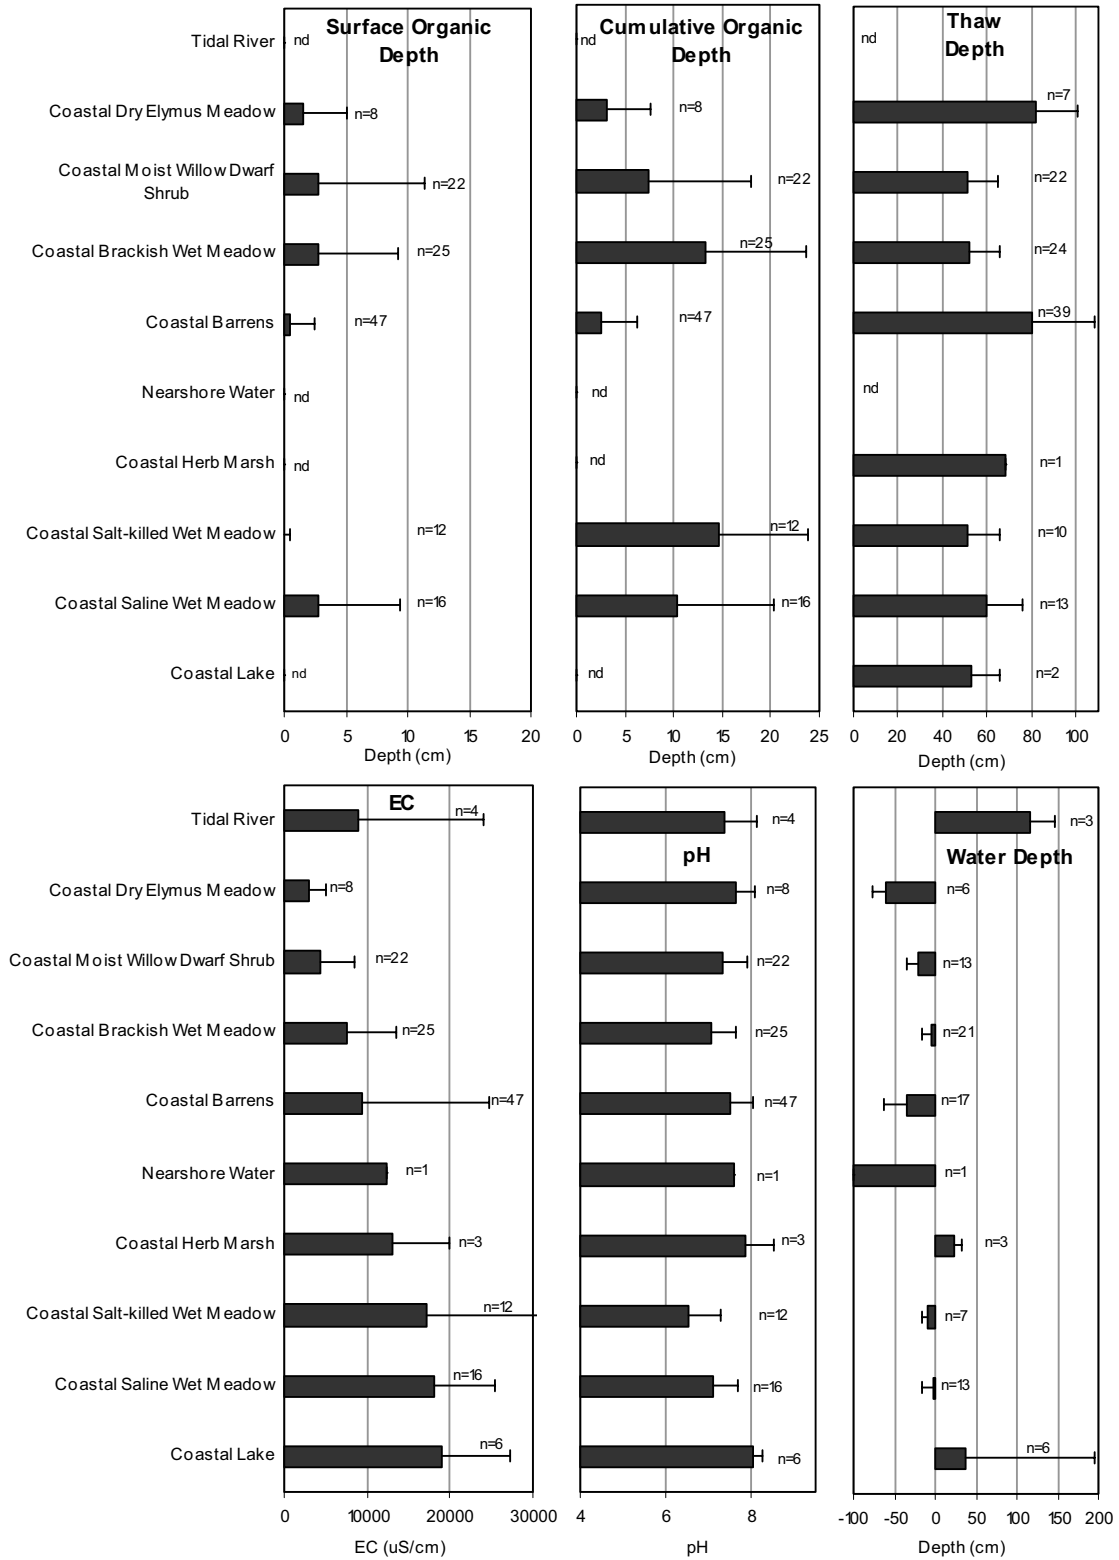 Surface Organic
Depth
Cumulative Organic
Depth
Thaw
Depth
Tidal River
nd
nd
nd
Coastal Dry Elymus Meadow
n=8
n=8
n=7
Coastal Moist Willow Dwarf
Shrub
n=22
n=22
n=22
Coastal Brackish Wet Meadow
n=25
n=25
n=24
Coastal Barrens
n=47
n=47
n=39
Nearshore Water
nd
nd
nd
Coastal Herb Marsh
nd
nd
n=1
Coastal Salt-killed Wet Meadow
n=12
n=12
n=10
Coastal Saline Wet Meadow
n=16
n=16
n=13
Coastal Lake
nd
nd
n=2
0 5 10 15 20
0 5 10 15 20 25
0 20 40 60 80 100
Depth (cm)
Depth (cm)
Depth (cm)
EC
pH
Water Depth
Tidal River
n=4
n=4
n=3
Coastal Dry Elymus Meadow
n=8
n=8
n=6
Coastal Moist Willow Dwarf Shrub
n=22
n=22
n=13
Coastal Brackish Wet Meadow
n=25
n=25
n=21
Coastal Barrens
n=47
n=47
n=17
Nearshore Water
n=1
n=1
n=1
Coastal Herb Marsh
n=3
n=3
n=3
Coastal Salt-killed Wet Meadow
n=12
n=12
n=7
Coastal Saline Wet Meadow
n=16
n=16
n=13
Coastal Lake
n=6
n=6
n=6
0 10000 20000 30000
4 6 8
-100 -50 0 50 100 150 200
EC (uS/cm)
pH
Depth (cm)